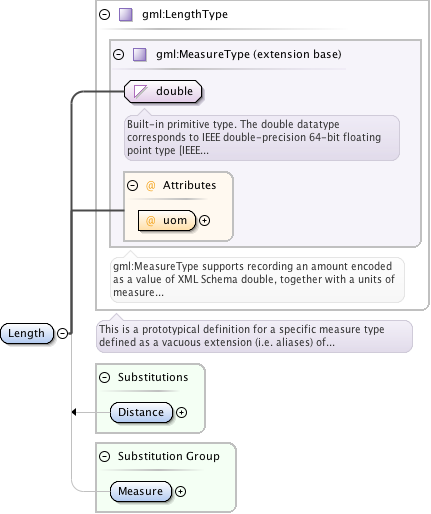 gml:LengthType
gml:MeasureType (extension base)
double
Built-in primitive type. The double datatype
corresponds to IEEE double-precision 64-bit floating
point type [IEEE...
@ Attributes
uom
gml:MeasureType supports recording an amount encoded
as a value of XML Schema double, together with a units of
measure...
Length
This is a prototypical definition for a specific measure type
defined as a vacuous extension (i.e. aliases) of...
Substitutions
Distance
Substitution Group
Measure